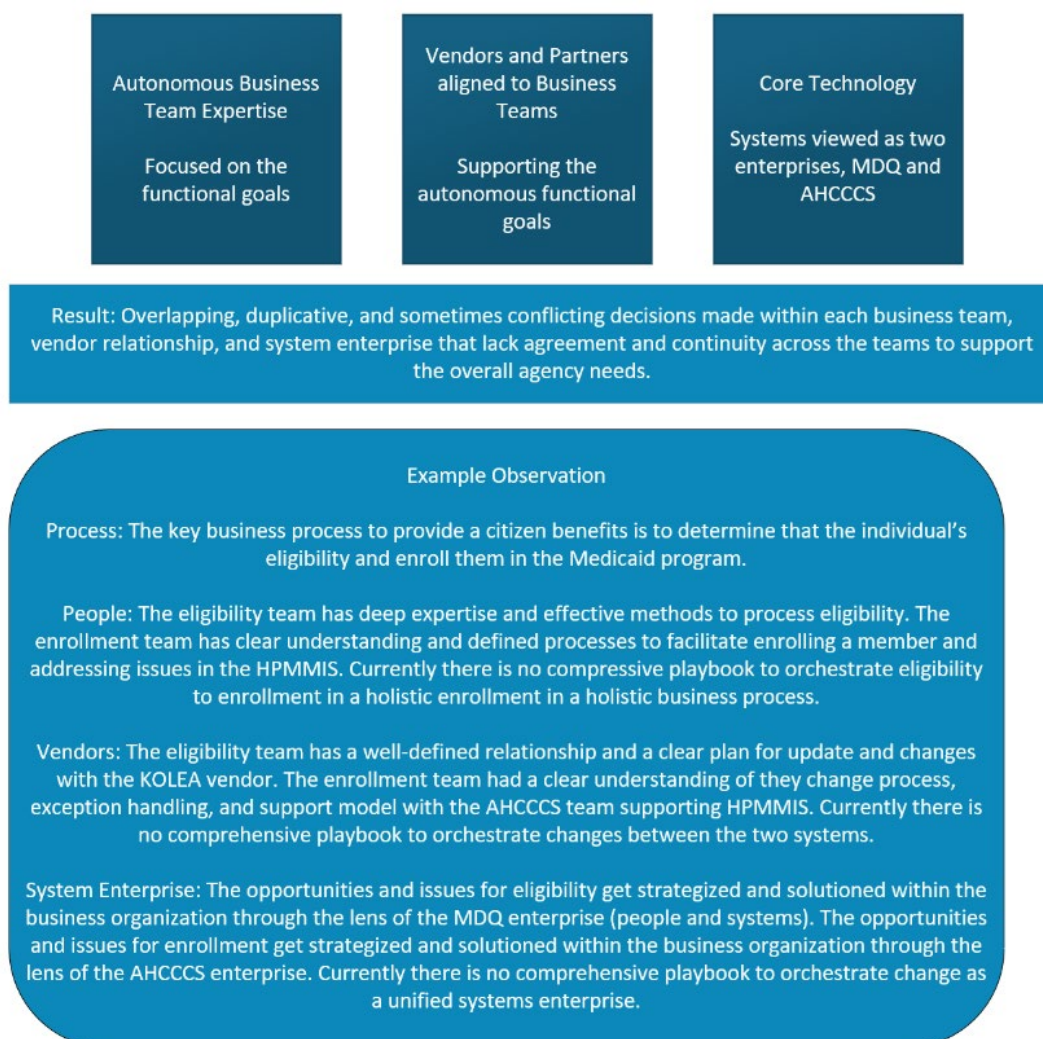 Autonomous Business
Team Expertise
Focused on the
functional goals
Vendors and Partners
aligned to Business
Teams
Supporting the
autonomous functional
goals
Core Technology
Systems viewed as two
enterprises, MDQ and
AHCCCS
Result: Overlapping, duplicative, and sometimes conflicting decisions made within each business team,
vendor relationship, and system enterprise that lack agreement and continuity across the teams to support
the overall agency needs.
Example Observation
Process: The key business process to provide a citizen benefits is to determine that the individual's
eligibility and enroll them in the Medicaid program.
People: The eligibility team has deep expertise and effective methods to process eligibility. The
enrollment team has clear understanding and defined processes to facilitate enrolling a member and
addressing issues in the HPMMIS. Currently there is no compressive playbook to orchestrate eligibility
to enrollment in a holistic enrollment in a holistic business process.
Vendors: The eligibility team has a well-defined relationship and a clear plan for update and changes
with the KOLEA vendor. The enrollment team had a clear understanding of they change process,
exception handling, and support model with the AHCCCS team supporting HPMMIS. Currently there is
no comprehensive playbook to orchestrate changes between the two systems.
System Enterprise: The opportunities and issues for eligibility get strategized and solutioned within the
business organization through the lens of the MDQ enterprise (people and systems). The opportunities
and issues for enrollment get strategized and solutioned within the business organization through the
lens of the AHCCCS enterprise. Currently there is no comprehensive playbook to orchestrate change as
a unified systems enterprise.